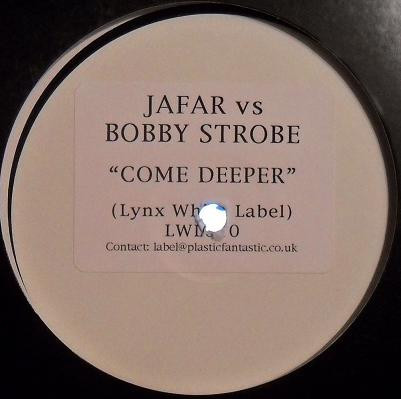 JAFAR vs
BOBBY STROBE
"COME DEEPER"
(Lynx Label)
Contact: label@plasticfantastic.co.uk